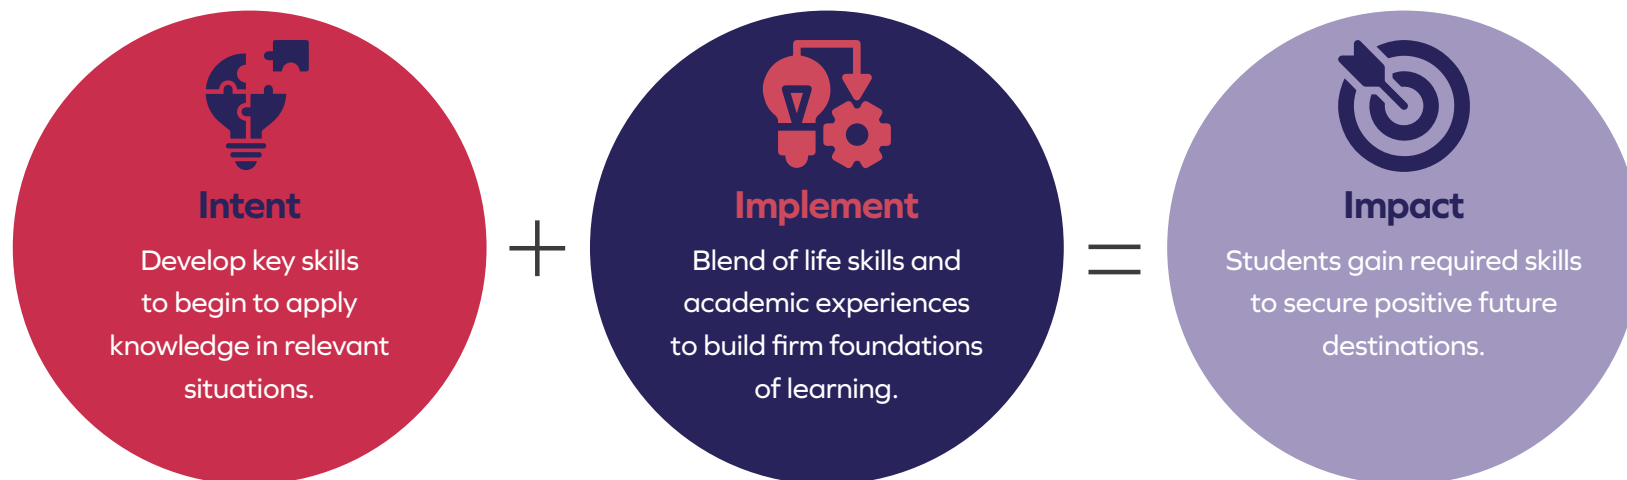 Intent
Develop key skills
to begin to apply
knowledge in relevant
situations.
+
Implement
Blend of life skills and
academic experiences
to build firm foundations
of learning.
=
Impact
Students gain required skills
to secure positive future
destinations.